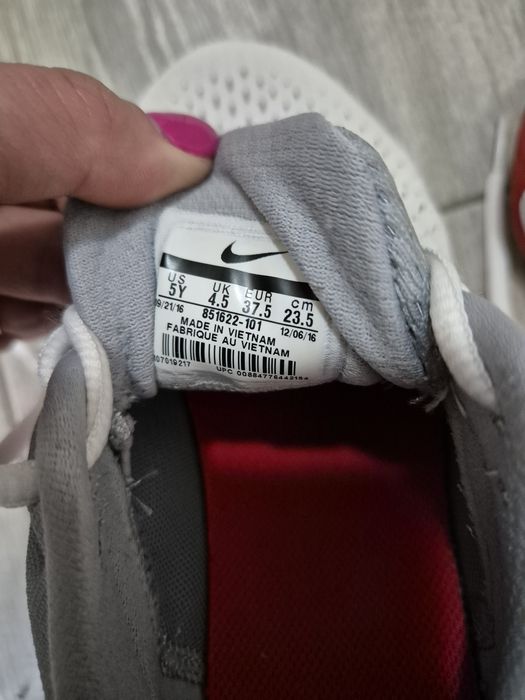 US UK EUR cm
5Y 4.5 37.5 23.5
09/21/16 851622-101 12/06/16
MADE IN VIETNAM
FABRIQUE AU VIETNAM
UPC